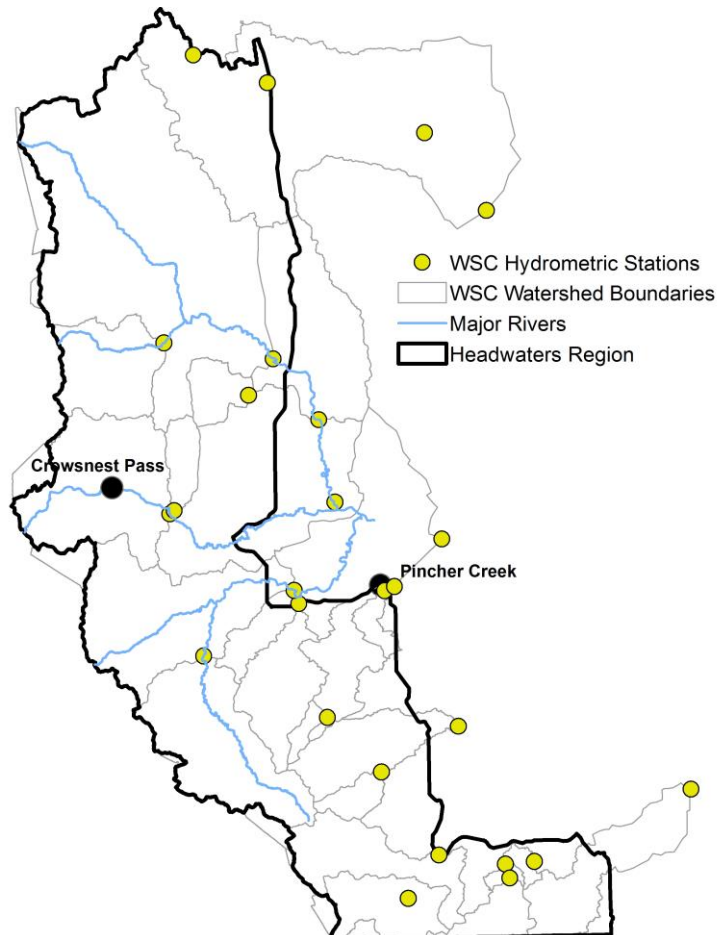 WSC Hydrometric Stations
WSC Watershed Boundaries
Major Rivers
Headwaters Region
Crowsnest Pass
Pincher Creek